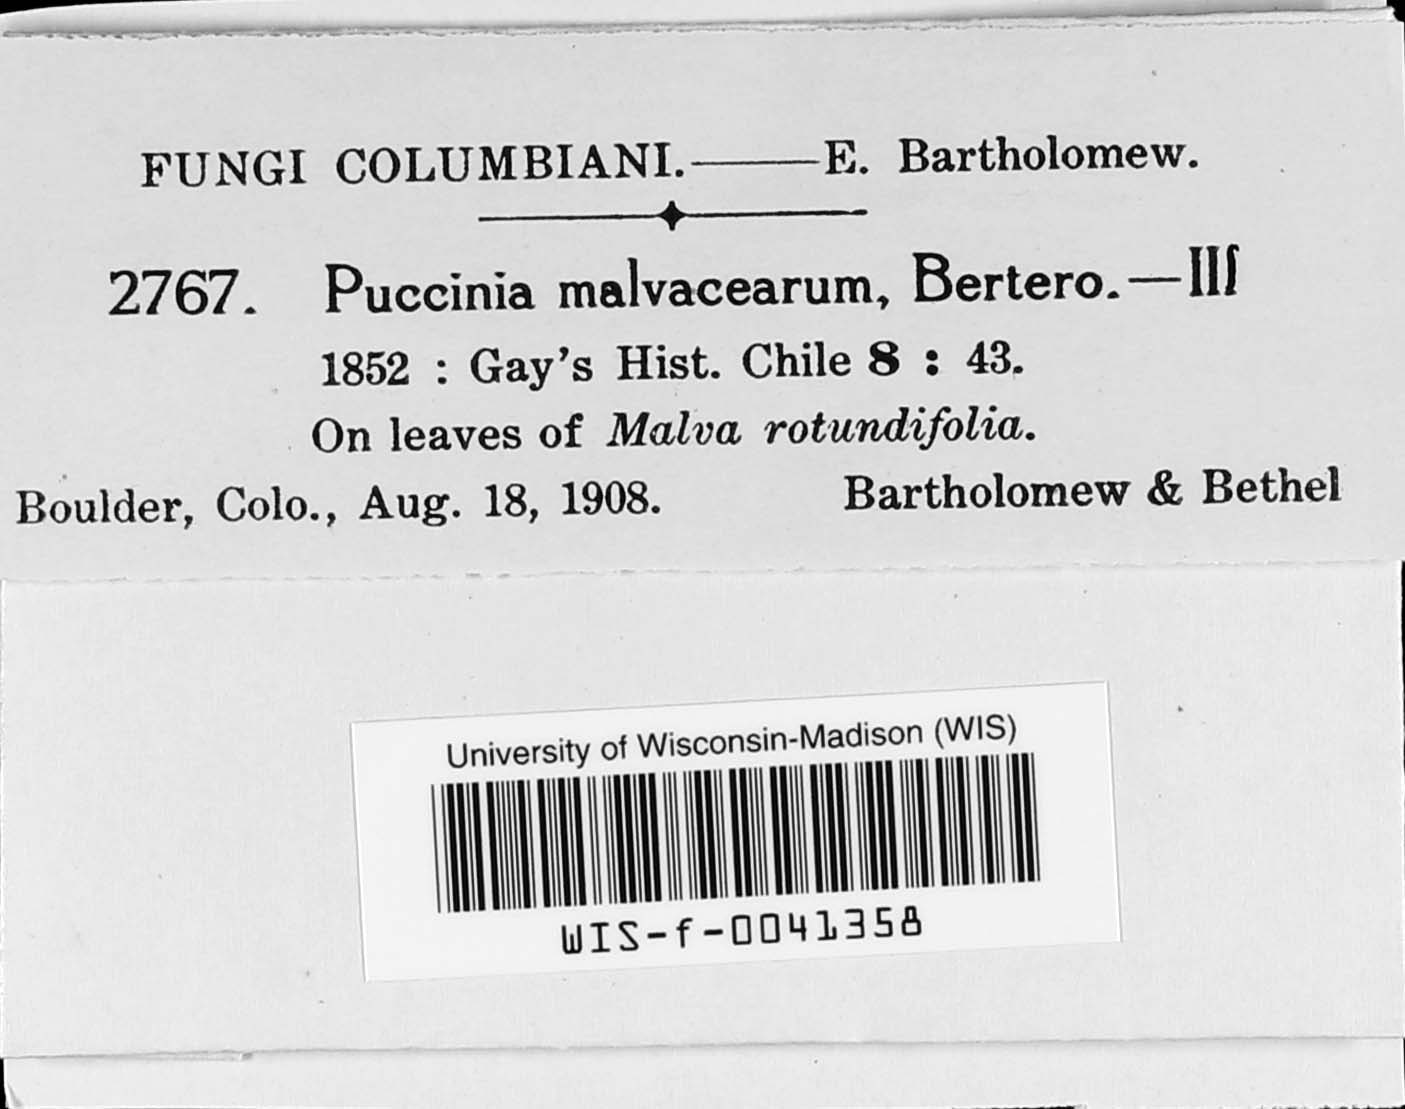 FUNGI COLUMBIANI.——E. Bartholomew.
2767. Puccinia malvacearum, Bertero.—III
1852 : Gay's Hist. Chile 8 : 43.
On leaves of Malva rotundifolia.
Boulder, Colo., Aug. 18, 1908. Bartholomew & Bethel
University of Wisconsin-Madison (WIS)
WIS-f-0041358